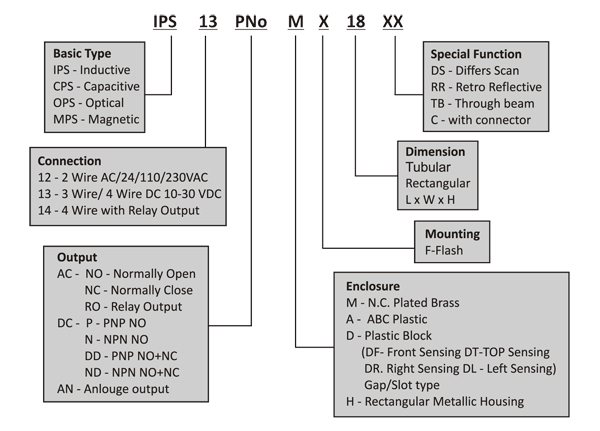 IPS 13 PNo M X 18 XX
Basic Type
IPS - Inductive
CPS - Capacitive
OPS - Optical
MPS - Magnetic
Special Function
DS - Differs Scan
RR - Retro Reflective
TB - Through beam
C - with connector
Connection
12 - 2 Wire AC/24/110/230VAC
13 - 3 Wire/ 4 Wire DC 10-30 VDC
14 - 4 Wire with Relay Output
Dimension
Tubular
Rectangular
L x W x H
Mounting
F-Flash
Output
AC - NO - Normally Open
NC - Normally Close
RO - Relay Output
DC - P - PNP NO
N - NPN NO
DD - PNP NO+NC
ND - NPN NO+NC
AN - Anlouge output
Enclosure
M - N.C. Plated Brass
A - ABC Plastic
D - Plastic Block
(DF- Front Sensing DT-TOP Sensing
DR. Right Sensing DL - Left Sensing)
Gap/Slot type
H - Rectangular Metallic Housing